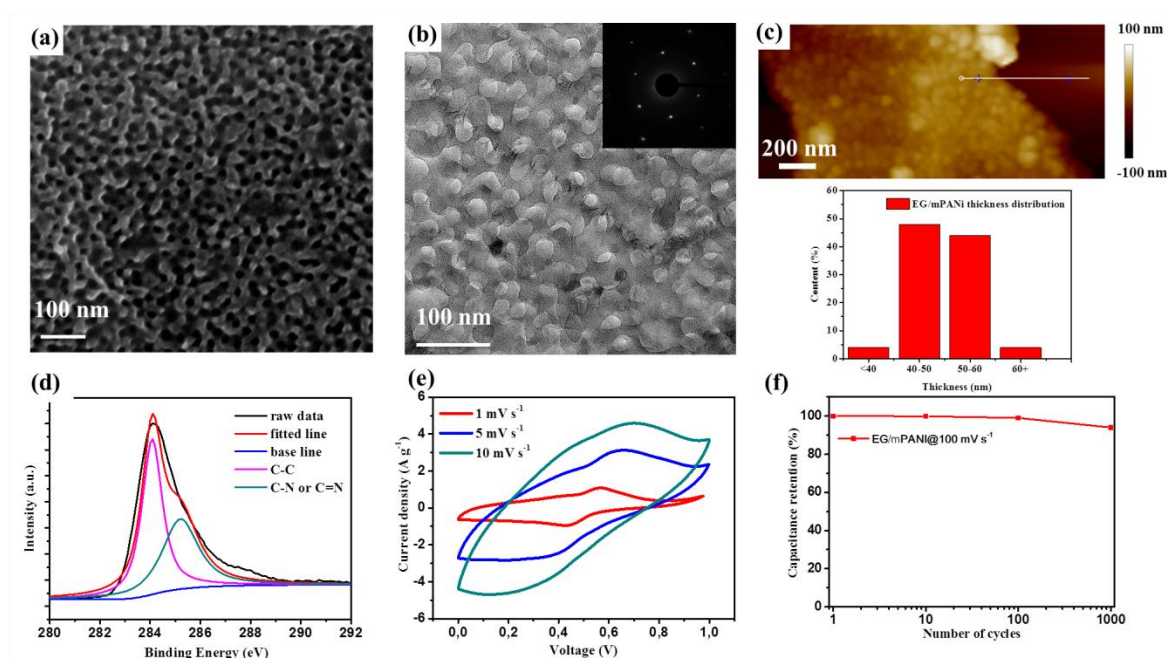 (a)
100 nm
(b)
100 nm
(c)
200 nm
100 nm
-100 nm
EG/mPANi thickness distribution
60
50
40
30
20
10
0
Content (%)
<40
40-50
50-60
60+
Thickness (nm)
(d)
raw data
fitted line
base line
C-C
C-N or C=N
Intensity (a.u.)
280
282
284
286
288
290
292
Binding Energy (eV)
(e)
1 mV s-1
5 mV s-1
10 mV s-1
6
4
2
0
-2
-4
-6
Current density (A g-1)
0,0
0,2
0,4
0,6
0,8
1,0
Voltage (V)
(f)
EG/mPANI@100 mV s-1
100
80
60
40
20
0
Capacitance retention (%)
1
10
100
1000
Number of cycles